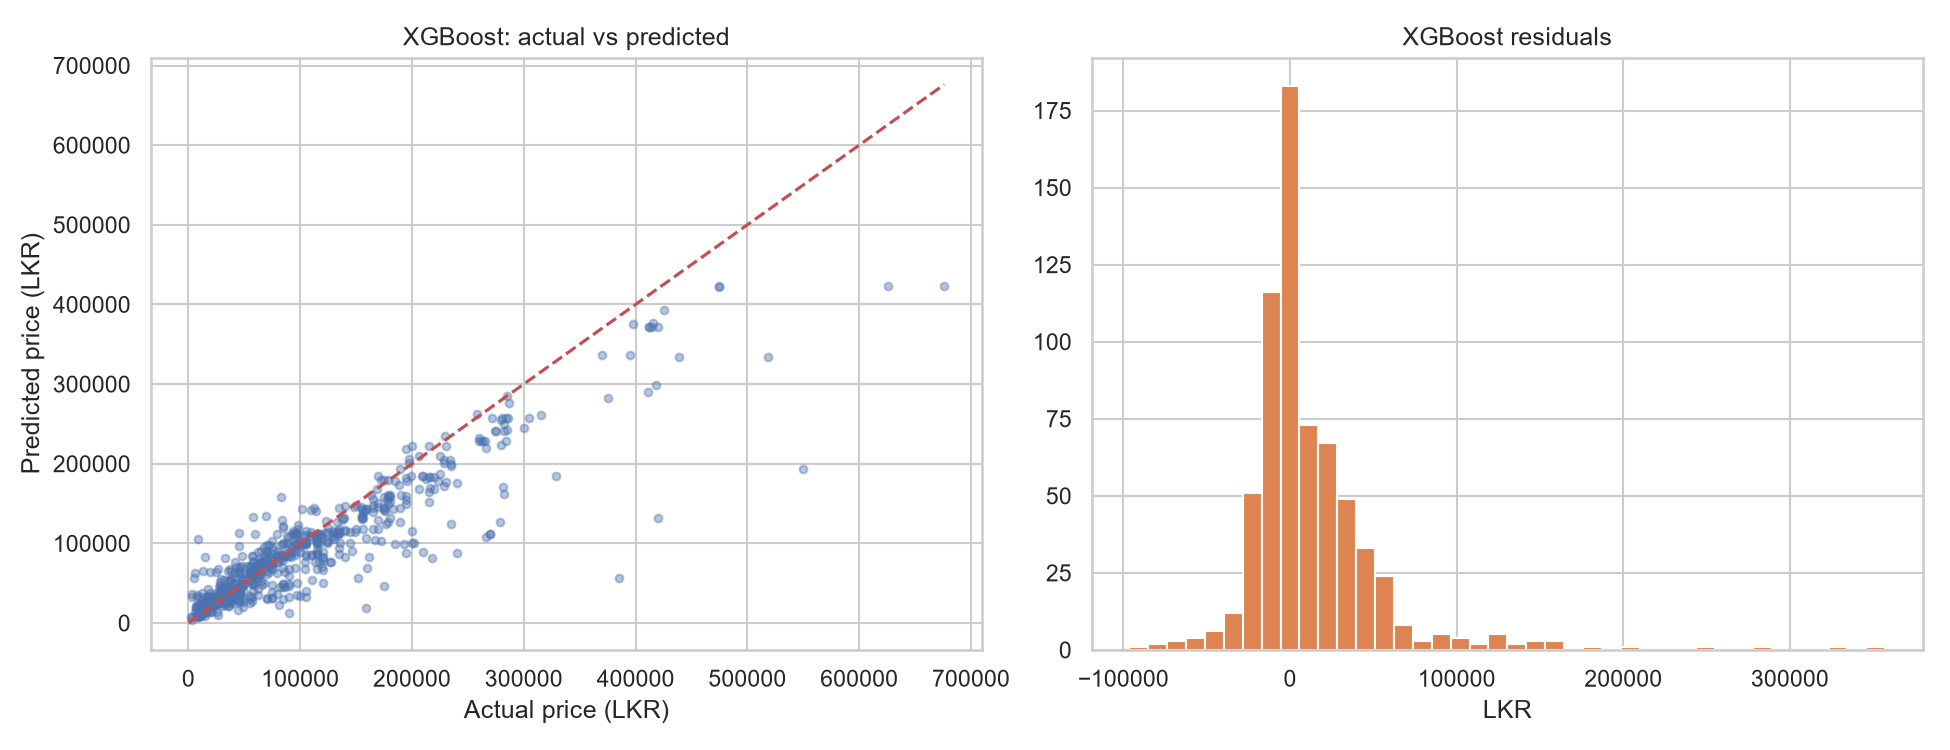 XGBoost: actual vs predicted
700000
600000
500000
400000
300000
200000
100000
0
Predicted price (LKR)
0 100000 200000 300000 400000 500000 600000 700000
Actual price (LKR)
XGBoost residuals
175
150
125
100
75
50
25
0
−100000 0 100000 200000 300000
LKR